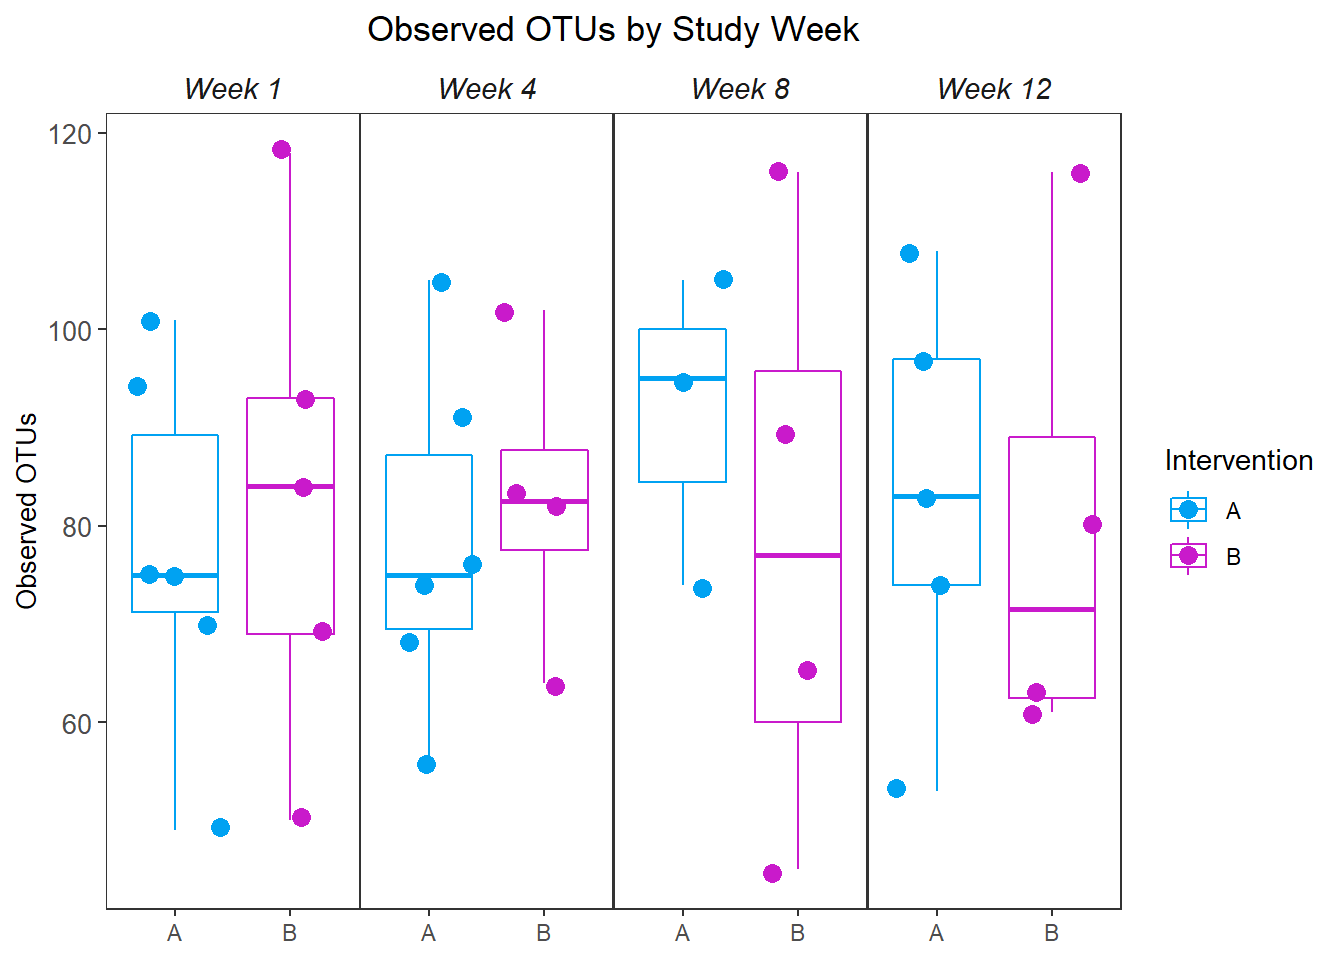 Observed OTUs by Study Week
Week 1
Week 4
Week 8
Week 12
120
100
80
60
Observed OTUs
A
B
A
B
A
B
A
B
Intervention
A
B